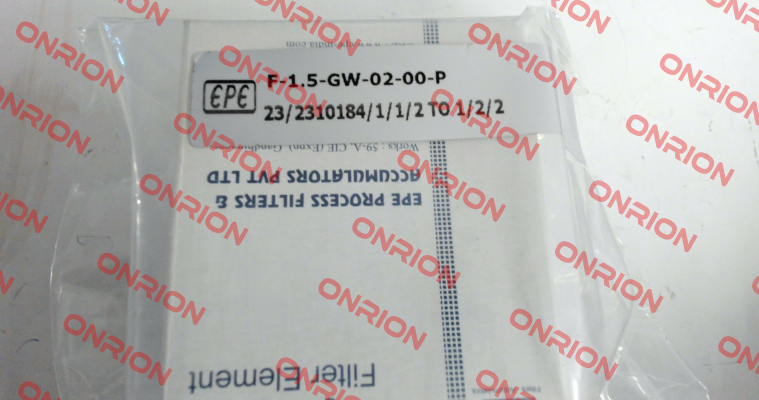 F-1.5-GW-02-00-P
EPE
23/2310184/1/1/2 TO 1/2/2
Works : 59-A, CIE (Expn), Gandhi
EPE PROCESS FILTERS &
ACCUMULATORS PVT LTD
Filter Element
ONRION